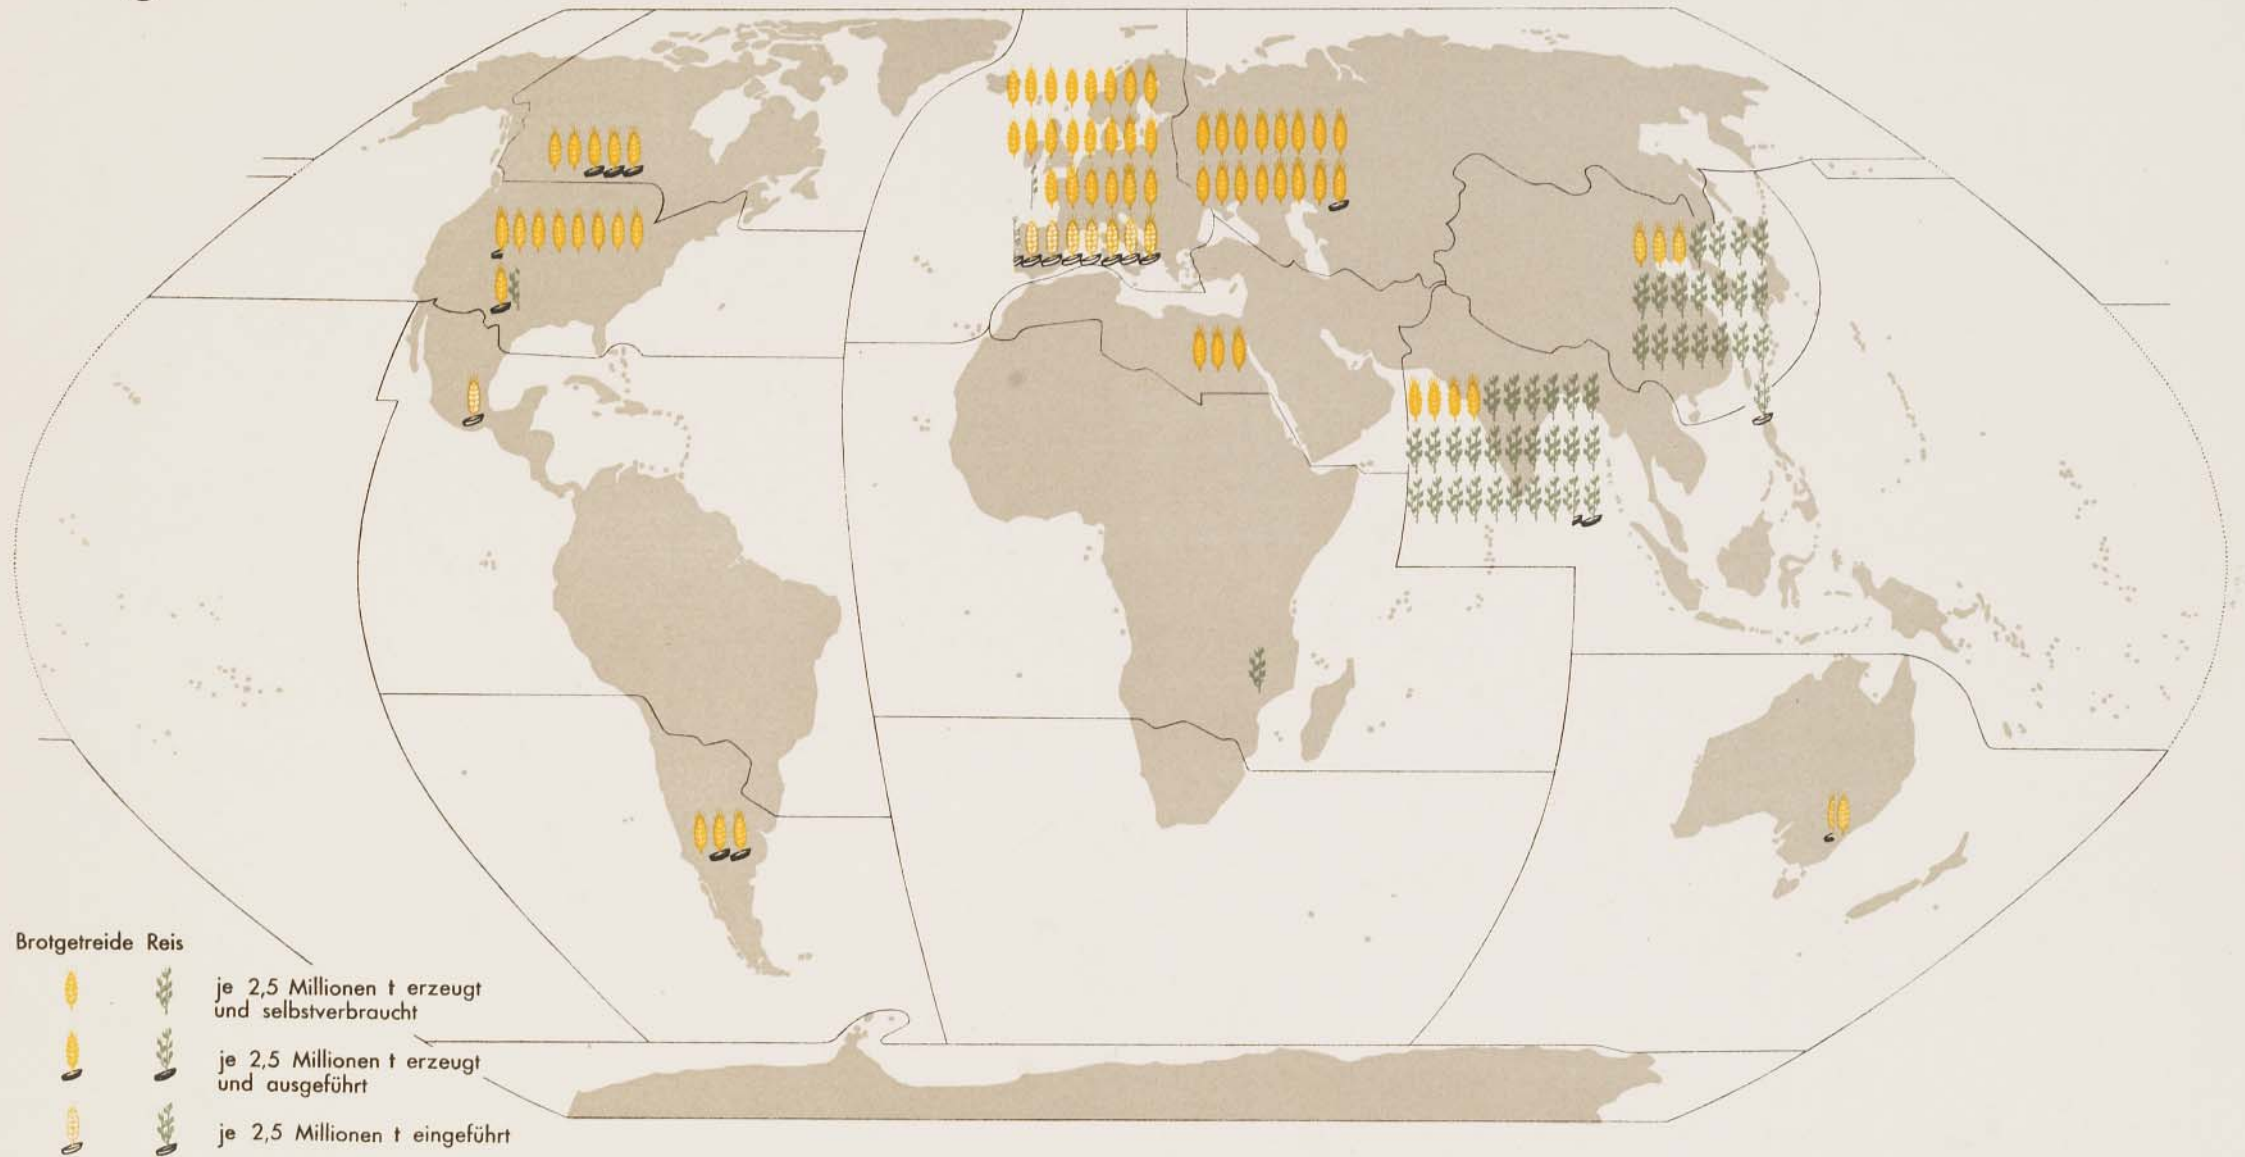 Brotgetreide Reis
je 2,5 Millionen t erzeugt
und selbstverbraucht
je 2,5 Millionen t erzeugt
und ausgeführt
je 2,5 Millionen t eingeführt